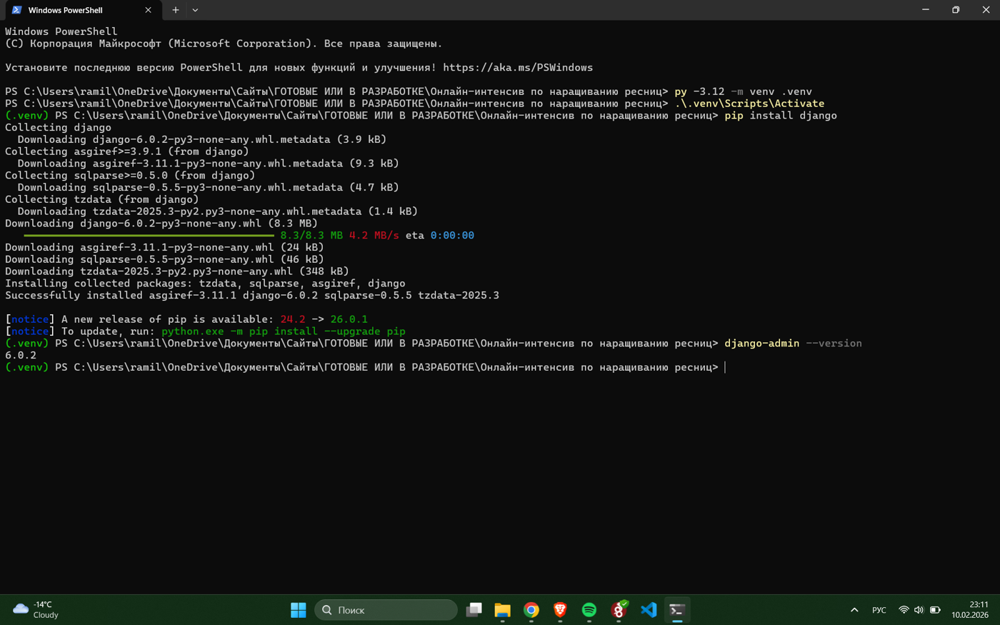 Windows PowerShell
Windows PowerShell
(C) Корпорация Майкрософт (Microsoft Corporation). Все права защищены.
Установите последнюю версию PowerShell для новых функций и улучшения! https://aka.ms/PSWindows
PS C:\Users\ramil\OneDrive\Документы\Сайты\ГОТОВЫЕ ИЛИ В РАЗРАБОТКЕ\Онлайн-интенсив по наращиванию ресниц> py -3.12 -m venv .venv
PS C:\Users\ramil\OneDrive\Документы\Сайты\ГОТОВЫЕ ИЛИ В РАЗРАБОТКЕ\Онлайн-интенсив по наращиванию ресниц> .\.venv\Scripts\Activate
(.venv) PS C:\Users\ramil\OneDrive\Документы\Сайты\ГОТОВЫЕ ИЛИ В РАЗРАБОТКЕ\Онлайн-интенсив по наращиванию ресниц> pip install django
Collecting django
  Downloading django-6.0.2-py3-none-any.whl.metadata (3.9 kB)
Collecting asgiref>=3.9.1 (from django)
  Downloading asgiref-3.11.1-py3-none-any.whl.metadata (9.3 kB)
Collecting sqlparse>=0.5.0 (from django)
  Downloading sqlparse-0.5.5-py3-none-any.whl.metadata (4.7 kB)
Collecting tzdata (from django)
  Downloading tzdata-2025.3-py2.py3-none-any.whl.metadata (1.4 kB)
Downloading django-6.0.2-py3-none-any.whl (8.3 MB)
8.3/8.3 MB 4.2 MB/s eta 0:00:00
Downloading asgiref-3.11.1-py3-none-any.whl (24 kB)
Downloading sqlparse-0.5.5-py3-none-any.whl (46 kB)
Downloading tzdata-2025.3-py2.py3-none-any.whl (348 kB)
Installing collected packages: tzdata, sqlparse, asgiref, django
Successfully installed asgiref-3.11.1 django-6.0.2 sqlparse-0.5.5 tzdata-2025.3
[notice] A new release of pip is available: 24.2 -> 26.0.1
[notice] To update, run: python.exe -m pip install --upgrade pip
(.venv) PS C:\Users\ramil\OneDrive\Документы\Сайты\ГОТОВЫЕ ИЛИ В РАЗРАБОТКЕ\Онлайн-интенсив по наращиванию ресниц> django-admin --version
6.0.2
(.venv) PS C:\Users\ramil\OneDrive\Документы\Сайты\ГОТОВЫЕ ИЛИ В РАЗРАБОТКЕ\Онлайн-интенсив по наращиванию ресниц>
-14°C
Cloudy
Поиск
РУС
23:11
10.02.2026